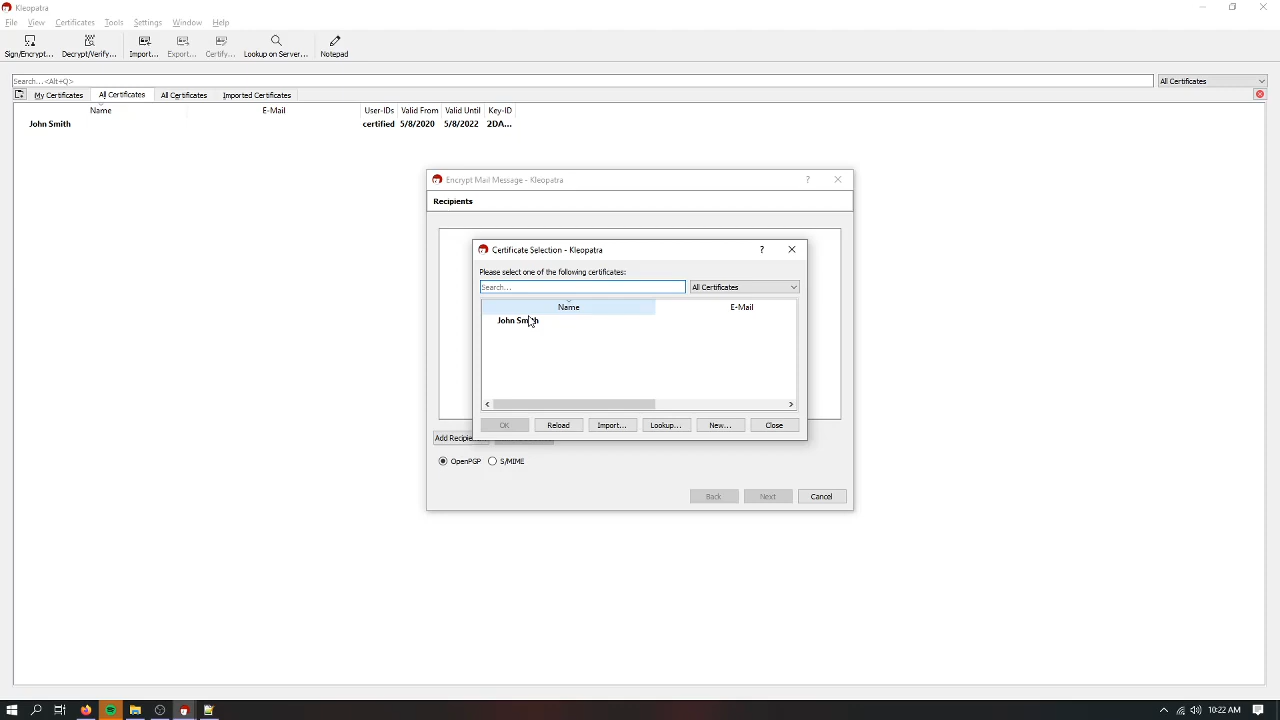 Kleopatra
File View Certificates Tools Settings Window Help
Sign/Encrypt... Decrypt/Verify... Import... Export... Certify... Lookup on Server... Notepad
Search...<Alt+Q> All Certificates
My Certificates All Certificates All Certificates Imported Certificates
Name E-Mail User-IDs Valid From Valid Until Key-ID
John Smith certified 5/8/2020 5/8/2022 2DA...
Encrypt Mail Message - Kleopatra ?
Recipients
Certificate Selection - Kleopatra ?
Please select one of the following certificates:
Search... All Certificates
Name E-Mail
John Smith
OK Reload Import... Lookup... New... Close
Add Recipie
OpenPGP S/MIME
Back Next Cancel
10:22 AM